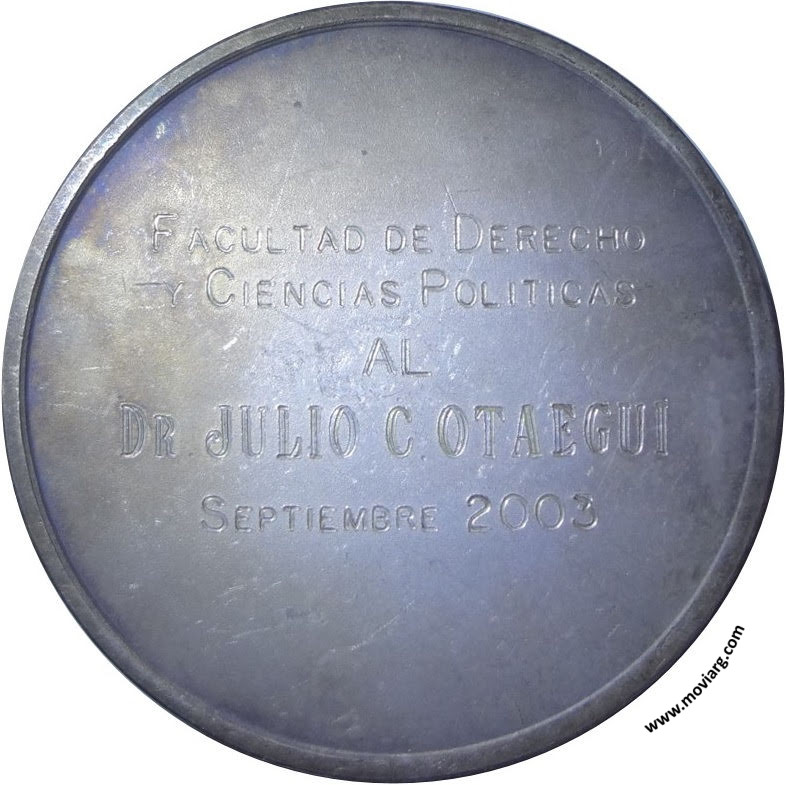 FACULTAD DE DERECHO
Y CIENCIAS POLITICAS
AL
DR. JULIO C. OTAEGUI
SEPTIEMBRE 2003
www.moviarg.com